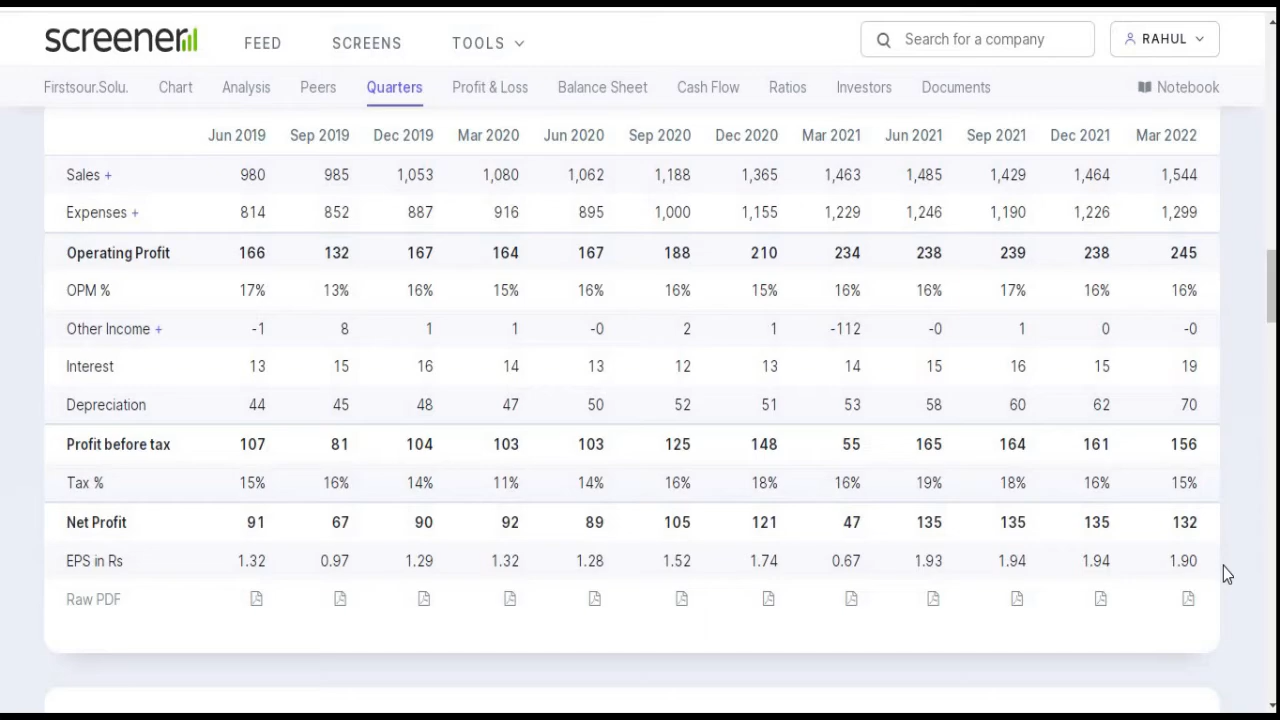 screener FEED SCREENS TOOLS Search for a company RAHUL
Firstsour.Solu. Chart Analysis Peers Quarters Profit & Loss Balance Sheet Cash Flow Ratios Investors Documents Notebook
Jun 2019 Sep 2019 Dec 2019 Mar 2020 Jun 2020 Sep 2020 Dec 2020 Mar 2021 Jun 2021 Sep 2021 Dec 2021 Mar 2022
Sales + 980 985 1,053 1,080 1,062 1,188 1,365 1,463 1,485 1,429 1,464 1,544
Expenses + 814 852 887 916 895 1,000 1,155 1,229 1,246 1,190 1,226 1,299
Operating Profit 166 132 167 164 167 188 210 234 238 239 238 245
OPM % 17% 13% 16% 15% 16% 16% 15% 16% 16% 17% 16% 16%
Other Income + -1 8 1 1 -0 2 1 -112 -0 1 0 -0
Interest 13 15 16 14 13 12 13 14 15 16 15 19
Depreciation 44 45 48 47 50 52 51 53 58 60 62 70
Profit before tax 107 81 104 103 103 125 148 55 165 164 161 156
Tax % 15% 16% 14% 11% 14% 16% 18% 16% 19% 18% 16% 15%
Net Profit 91 67 90 92 89 105 121 47 135 135 135 132
EPS in Rs 1.32 0.97 1.29 1.32 1.28 1.52 1.74 0.67 1.93 1.94 1.94 1.90
Raw PDF